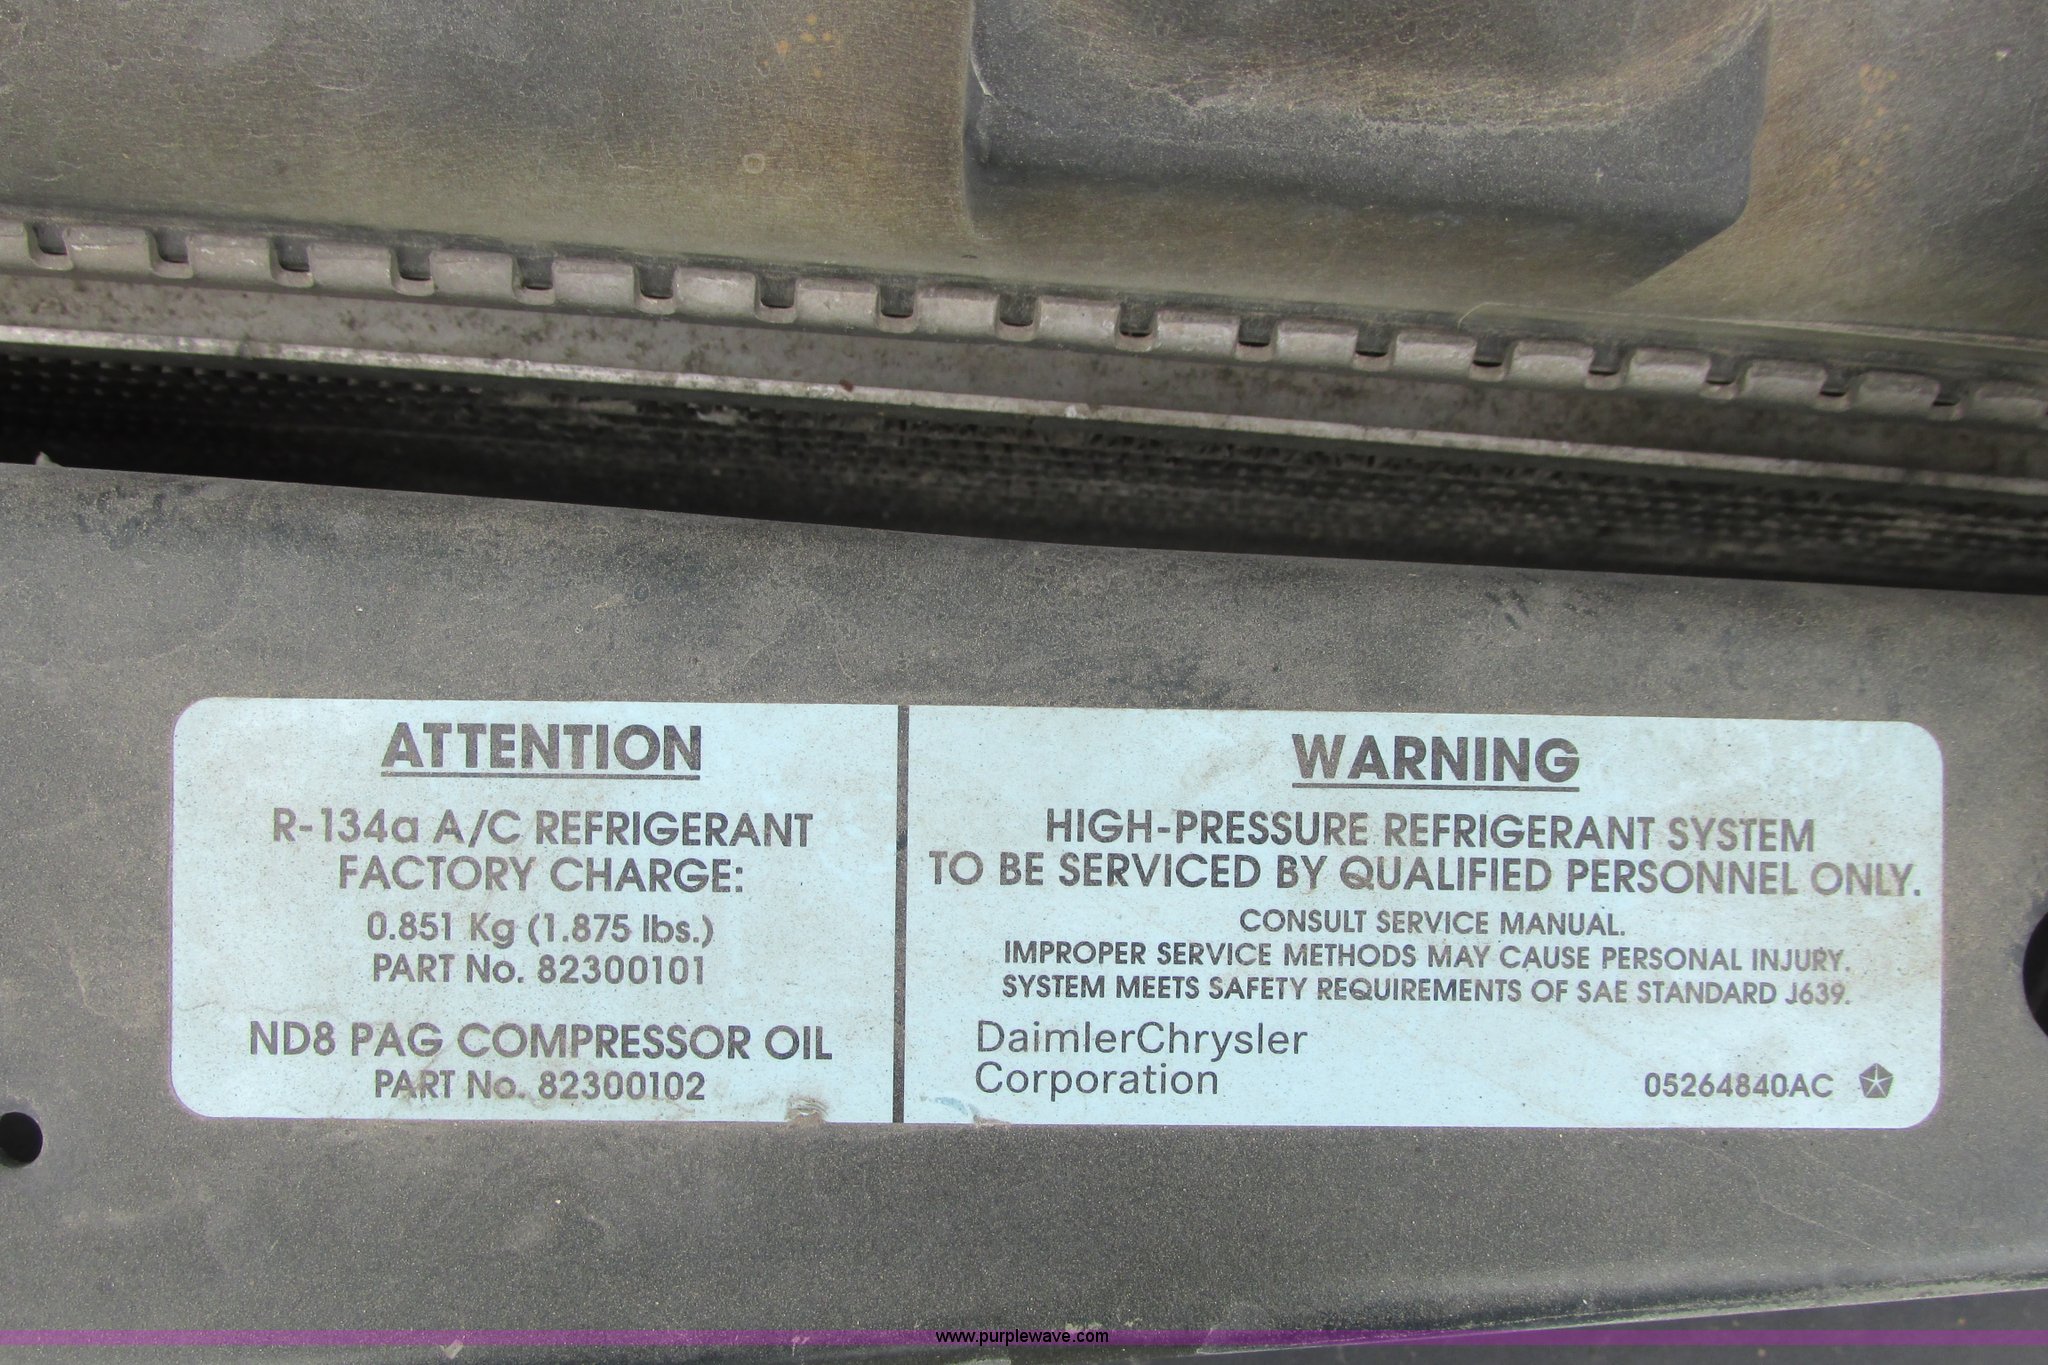 ATTENTION
R-134a A/C REFRIGERANT
FACTORY CHARGE:
0.851 Kg (1.875 lbs.)
PART No. 82300101
ND8 PAG COMPRESSOR OIL
PART No. 82300102
WARNING
HIGH-PRESSURE REFRIGERANT SYSTEM
TO BE SERVICED BY QUALIFIED PERSONNEL ONLY.
CONSULT SERVICE MANUAL.
IMPROPER SERVICE METHODS MAY CAUSE PERSONAL INJURY.
SYSTEM MEETS SAFETY REQUIREMENTS OF SAE STANDARD J639.
DaimlerChrysler
Corporation
05264840AC
www.purplewave.com